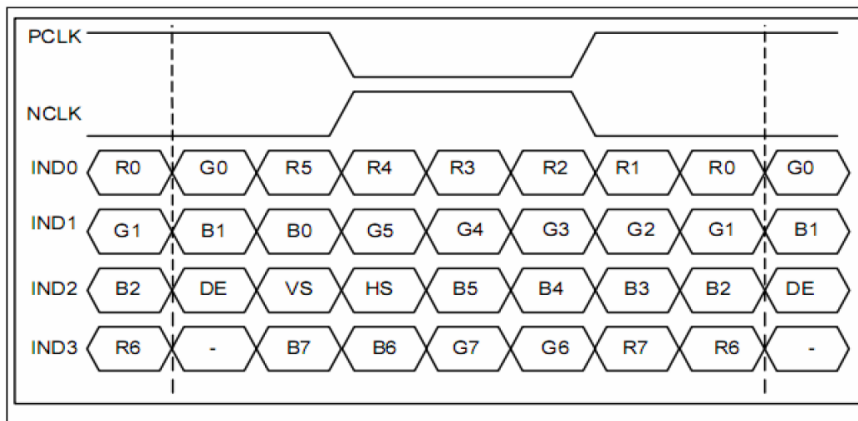 PCLK
NCLK
IND0 R0 G0 R5 R4 R3 R2 R1 R0 G0
IND1 G1 B1 B0 G5 G4 G3 G2 G1 B1
IND2 B2 DE VS HS B5 B4 B3 B2 DE
IND3 R6 - B7 B6 G7 G6 R7 R6 -